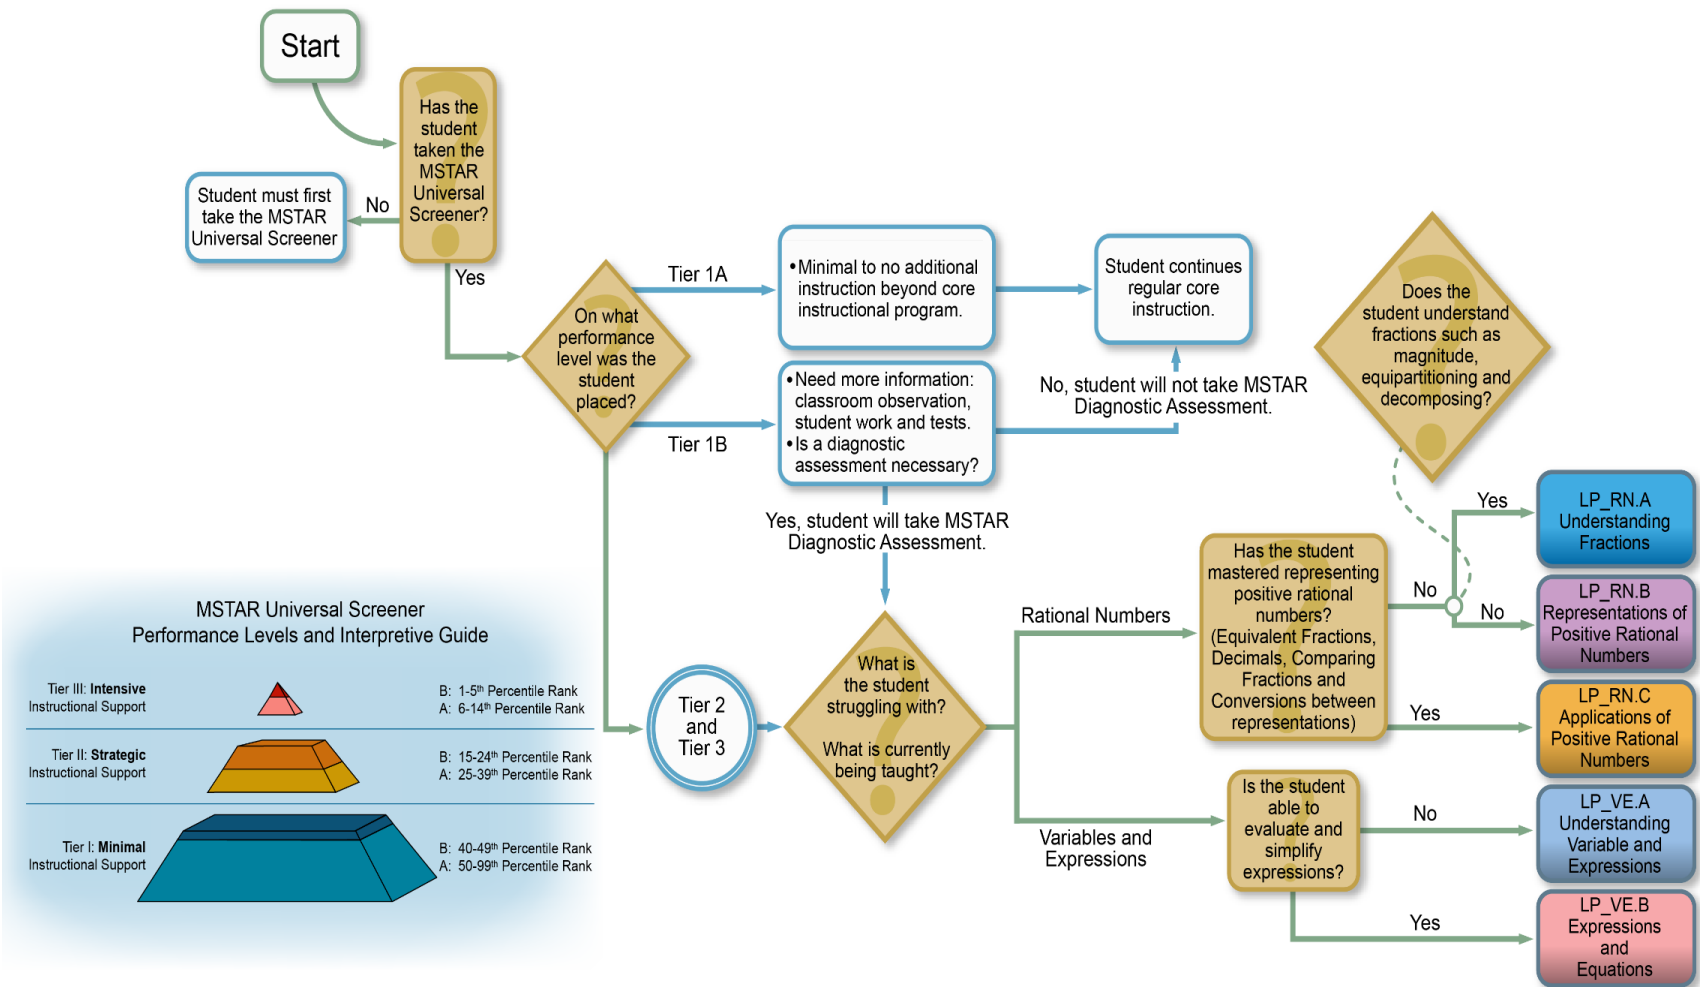 Start
Has the
student
taken the
MSTAR
Universal
Screener?
No
Student must first
take the MSTAR
Universal Screener
Yes
On what
performance
level was the
student
placed?
Tier 1A
•Minimal to no additional
instruction beyond core
instructional program.
Student continues
regular core
instruction.
Tier 1B
•Need more information:
classroom observation,
student work and tests.
•Is a diagnostic
assessment necessary?
No, student will not take MSTAR
Diagnostic Assessment.
Yes, student will take MSTAR
Diagnostic Assessment.
Tier 2
and
Tier 3
What is
the student
struggling with?
What is currently
being taught?
Rational Numbers
Has the student
mastered representing
positive rational
numbers?
(Equivalent Fractions,
Decimals, Comparing
Fractions and
Conversions between
representations)
No
Does the
student understand
fractions such as
magnitude,
equipartitioning and
decomposing?
Yes
LP_RN.A
Understanding
Fractions
No
LP_RN.B
Representations of
Positive Rational
Numbers
Yes
LP_RN.C
Applications of
Positive Rational
Numbers
Variables and
Expressions
Is the student
able to
evaluate and
simplify
expressions?
No
LP_VE.A
Understanding
Variable and
Expressions
Yes
LP_VE.B
Expressions
and
Equations
MSTAR Universal Screener
Performance Levels and Interpretive Guide
Tier III: Intensive
Instructional Support
B: 1-5th Percentile Rank
A: 6-14th Percentile Rank
Tier II: Strategic
Instructional Support
B: 15-24th Percentile Rank
A: 25-39th Percentile Rank
Tier I: Minimal
Instructional Support
B: 40-49th Percentile Rank
A: 50-99th Percentile Rank